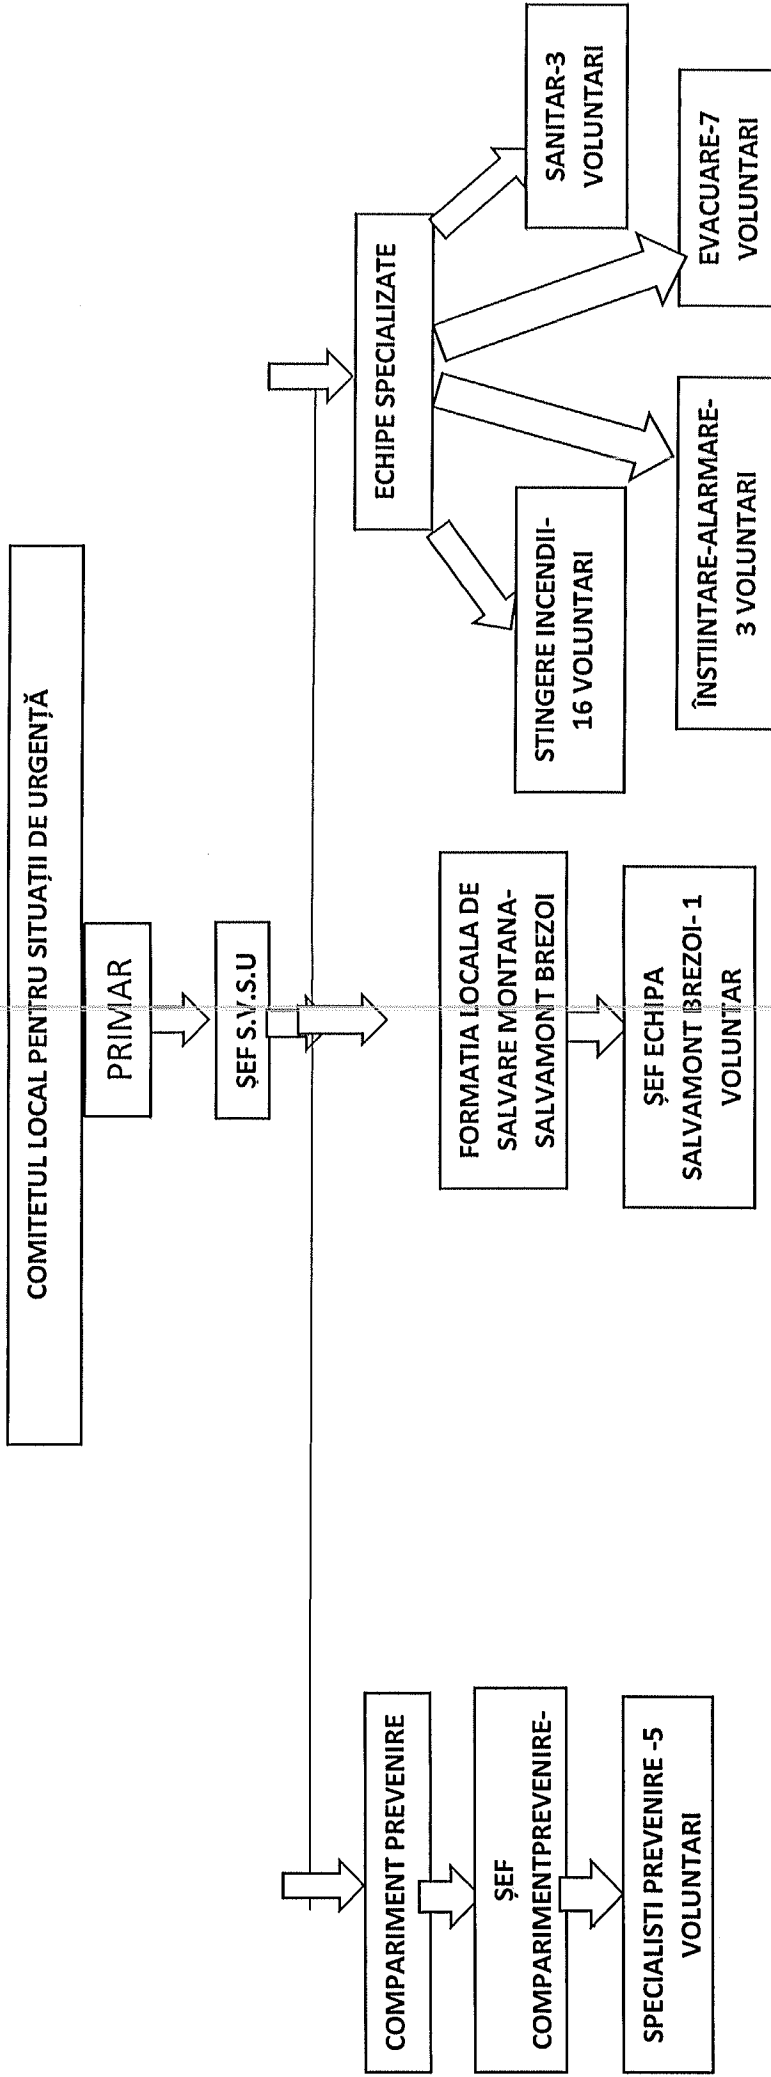 COMITETUL LOCAL PENTRU SITUAȚII DE URGENȚĂ
PRIMAR
ȘEF S.V.S.U
COMPARIMENT PREVENIRE
ȘEF
COMPARIMENTPREVENIRE-
SPECIALISTI PREVENIRE -5
VOLUNTARI
FORMATIA LOCALA DE
SALVARE MONTANA-
SALVAMONT BREZOI
ȘEF ECHIPA
SALVAMONT BREZOI- 1
VOLUNTAR
ECHIPE SPECIALIZATE
STINGERE INCENDII-
16 VOLUNTARI
ÎNSTIINTARE-ALARMARE-
3 VOLUNTARI
EVACUARE-7
VOLUNTARI
SANITAR-3
VOLUNTARI